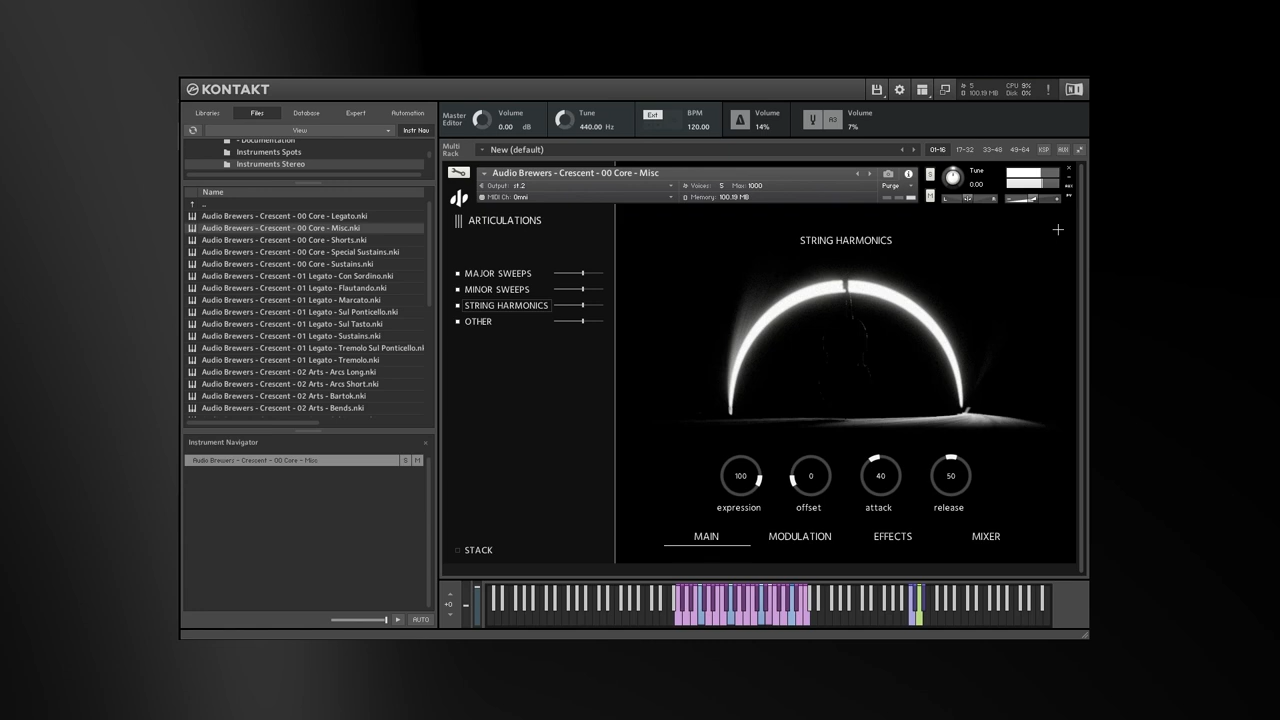 KONTAKT
5
100.19 MB
CPU 9%
Disk 0%
!
Libraries
Files
Database
Expert
Automation
View
Instr Nav
- Documentation
Instruments Spots
Instruments Stereo
Name
..
Audio Brewers - Crescent - 00 Core - Legato.nki
Audio Brewers - Crescent - 00 Core - Misc.nki
Audio Brewers - Crescent - 00 Core - Shorts.nki
Audio Brewers - Crescent - 00 Core - Special Sustains.nki
Audio Brewers - Crescent - 00 Core - Sustains.nki
Audio Brewers - Crescent - 01 Legato - Con Sordino.nki
Audio Brewers - Crescent - 01 Legato - Flautando.nki
Audio Brewers - Crescent - 01 Legato - Marcato.nki
Audio Brewers - Crescent - 01 Legato - Sul Ponticello.nki
Audio Brewers - Crescent - 01 Legato - Sul Tasto.nki
Audio Brewers - Crescent - 01 Legato - Sustains.nki
Audio Brewers - Crescent - 01 Legato - Tremolo Sul Ponticello.nki
Audio Brewers - Crescent - 01 Legato - Tremolo.nki
Audio Brewers - Crescent - 02 Arts - Arcs Long.nki
Audio Brewers - Crescent - 02 Arts - Arcs Short.nki
Audio Brewers - Crescent - 02 Arts - Bartok.nki
Audio Brewers - Crescent - 02 Arts - Bends.nki
Instrument Navigator
×
Audio Brewers - Crescent - 00 Core - Misc
S
M
AUTO
Master Editor
Volume
0.00 dB
Tune
440.00 Hz
Ext
BPM
120.00
Volume
14%
A3
Volume
7%
Multi Rack
New (default)
01-16
17-32
33-48
49-64
KSP
AUX
Audio Brewers - Crescent - 00 Core - Misc
Output: st.2
Voices: 5 Max: 1000
Purge
MIDI Ch: Omni
Memory: 100.19 MB
S
M
Tune
0.00
L
R
AUX
PV
ARTICULATIONS
MAJOR SWEEPS
MINOR SWEEPS
STRING HARMONICS
OTHER
STACK
STRING HARMONICS
100
0
40
50
expression
offset
attack
release
MAIN
MODULATION
EFFECTS
MIXER
+0